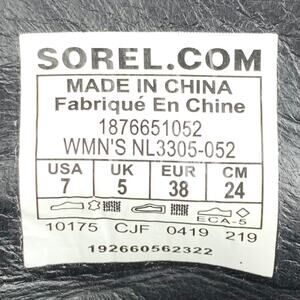 SOREL.COM
MADE IN CHINA
Fabriqué En Chine
1876651052
WMN'S NL3305-052
USA UK EUR CM
7 5 38 24
ECA-5
10175 CJF 0419 219
192660562322